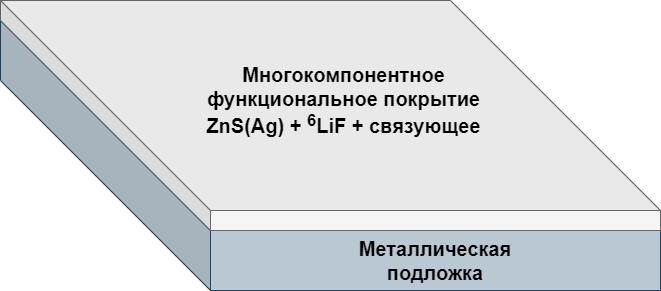 Многокомпонентное
функциональное покрытие
ZnS(Ag) + ⁶LiF + связующее
Металлическая
подложка